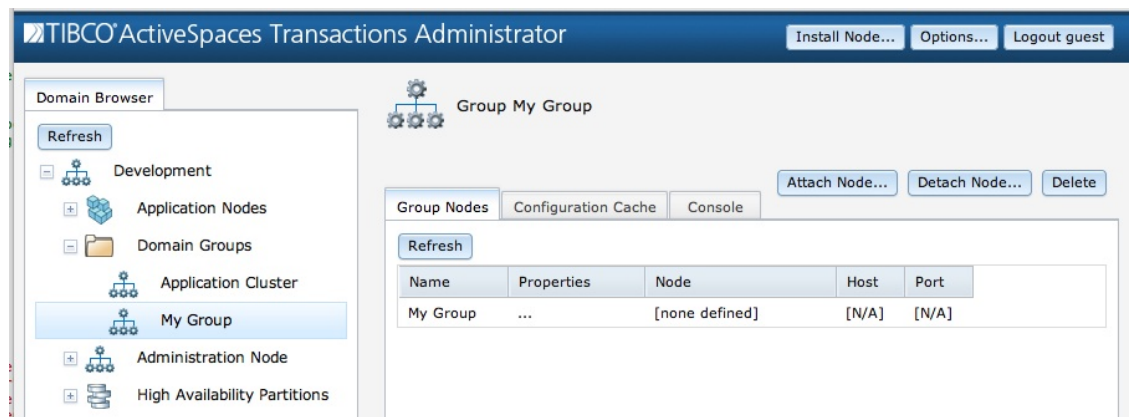 TIBCO® ActiveSpaces Transactions Administrator
Install Node... Options... Logout guest
Domain Browser
Refresh
Development
Application Nodes
Domain Groups
Application Cluster
My Group
Administration Node
High Availability Partitions
Group My Group
Attach Node... Detach Node... Delete
Group Nodes Configuration Cache Console
Refresh
Name Properties Node Host Port
My Group ... [none defined] [N/A] [N/A]